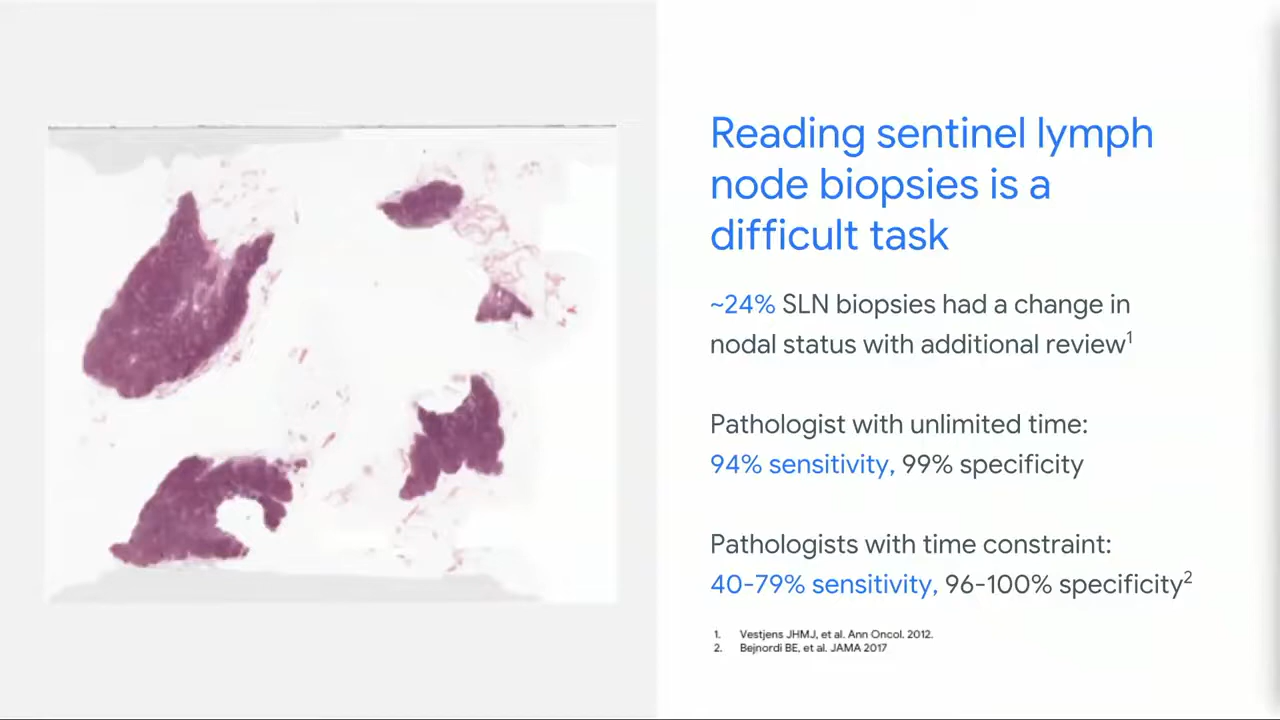 Reading sentinel lymph
node biopsies is a
difficult task
~24% SLN biopsies had a change in
nodal status with additional review¹
Pathologist with unlimited time:
94% sensitivity, 99% specificity
Pathologists with time constraint:
40-79% sensitivity, 96-100% specificity²
1. Vestjens JHMJ, et al. Ann Oncol. 2012.
2. Bejnordi BE, et al. JAMA 2017